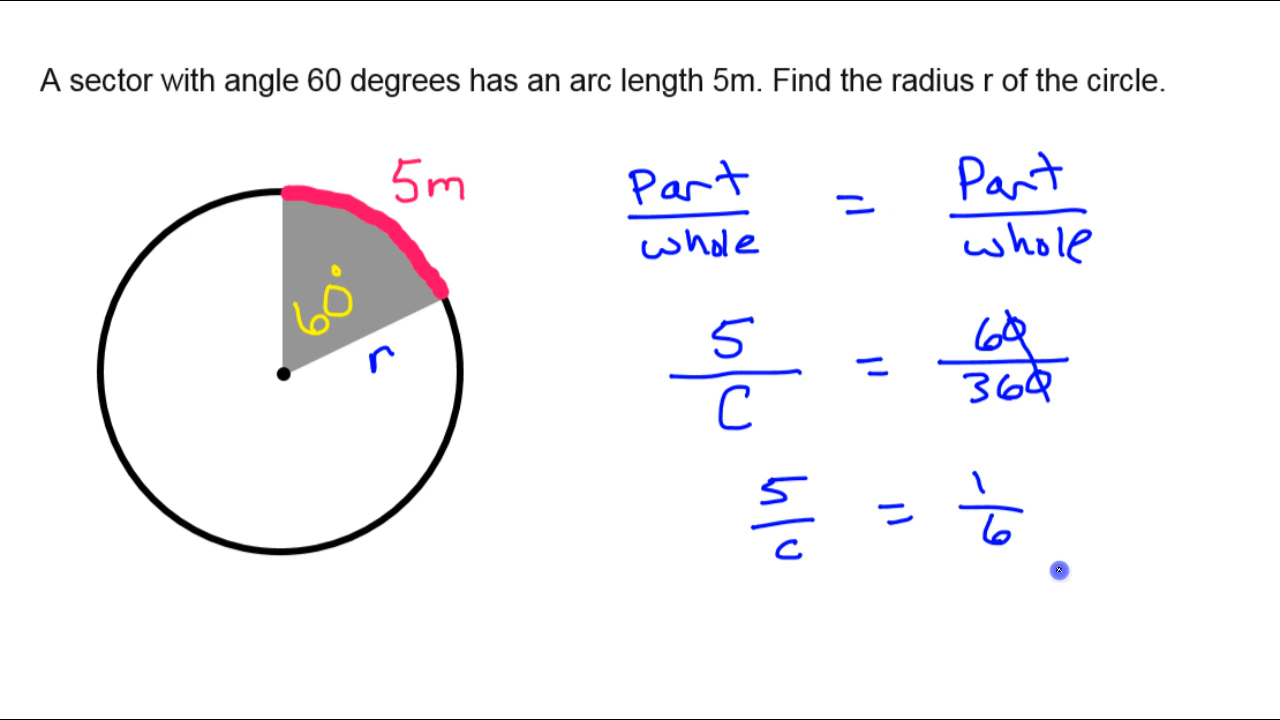 A sector with angle 60 degrees has an arc length 5m. Find the radius r of the circle.
5m
60°
r
Part = Part
whole whole
5 = 60
C 360
5 = 1
c 6